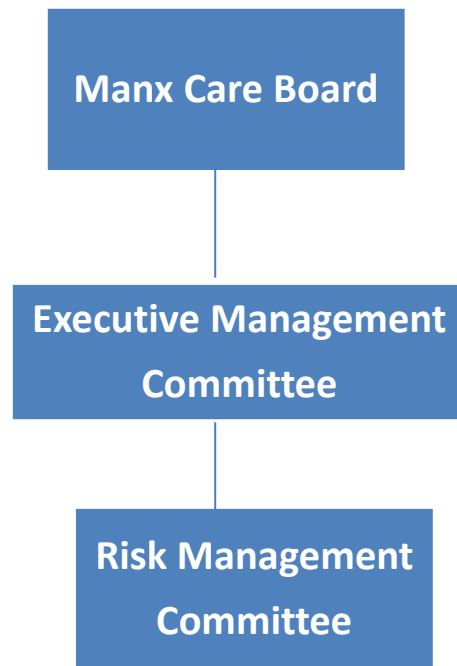 Manx Care Board
Executive Management
Committee
Risk Management
Committee